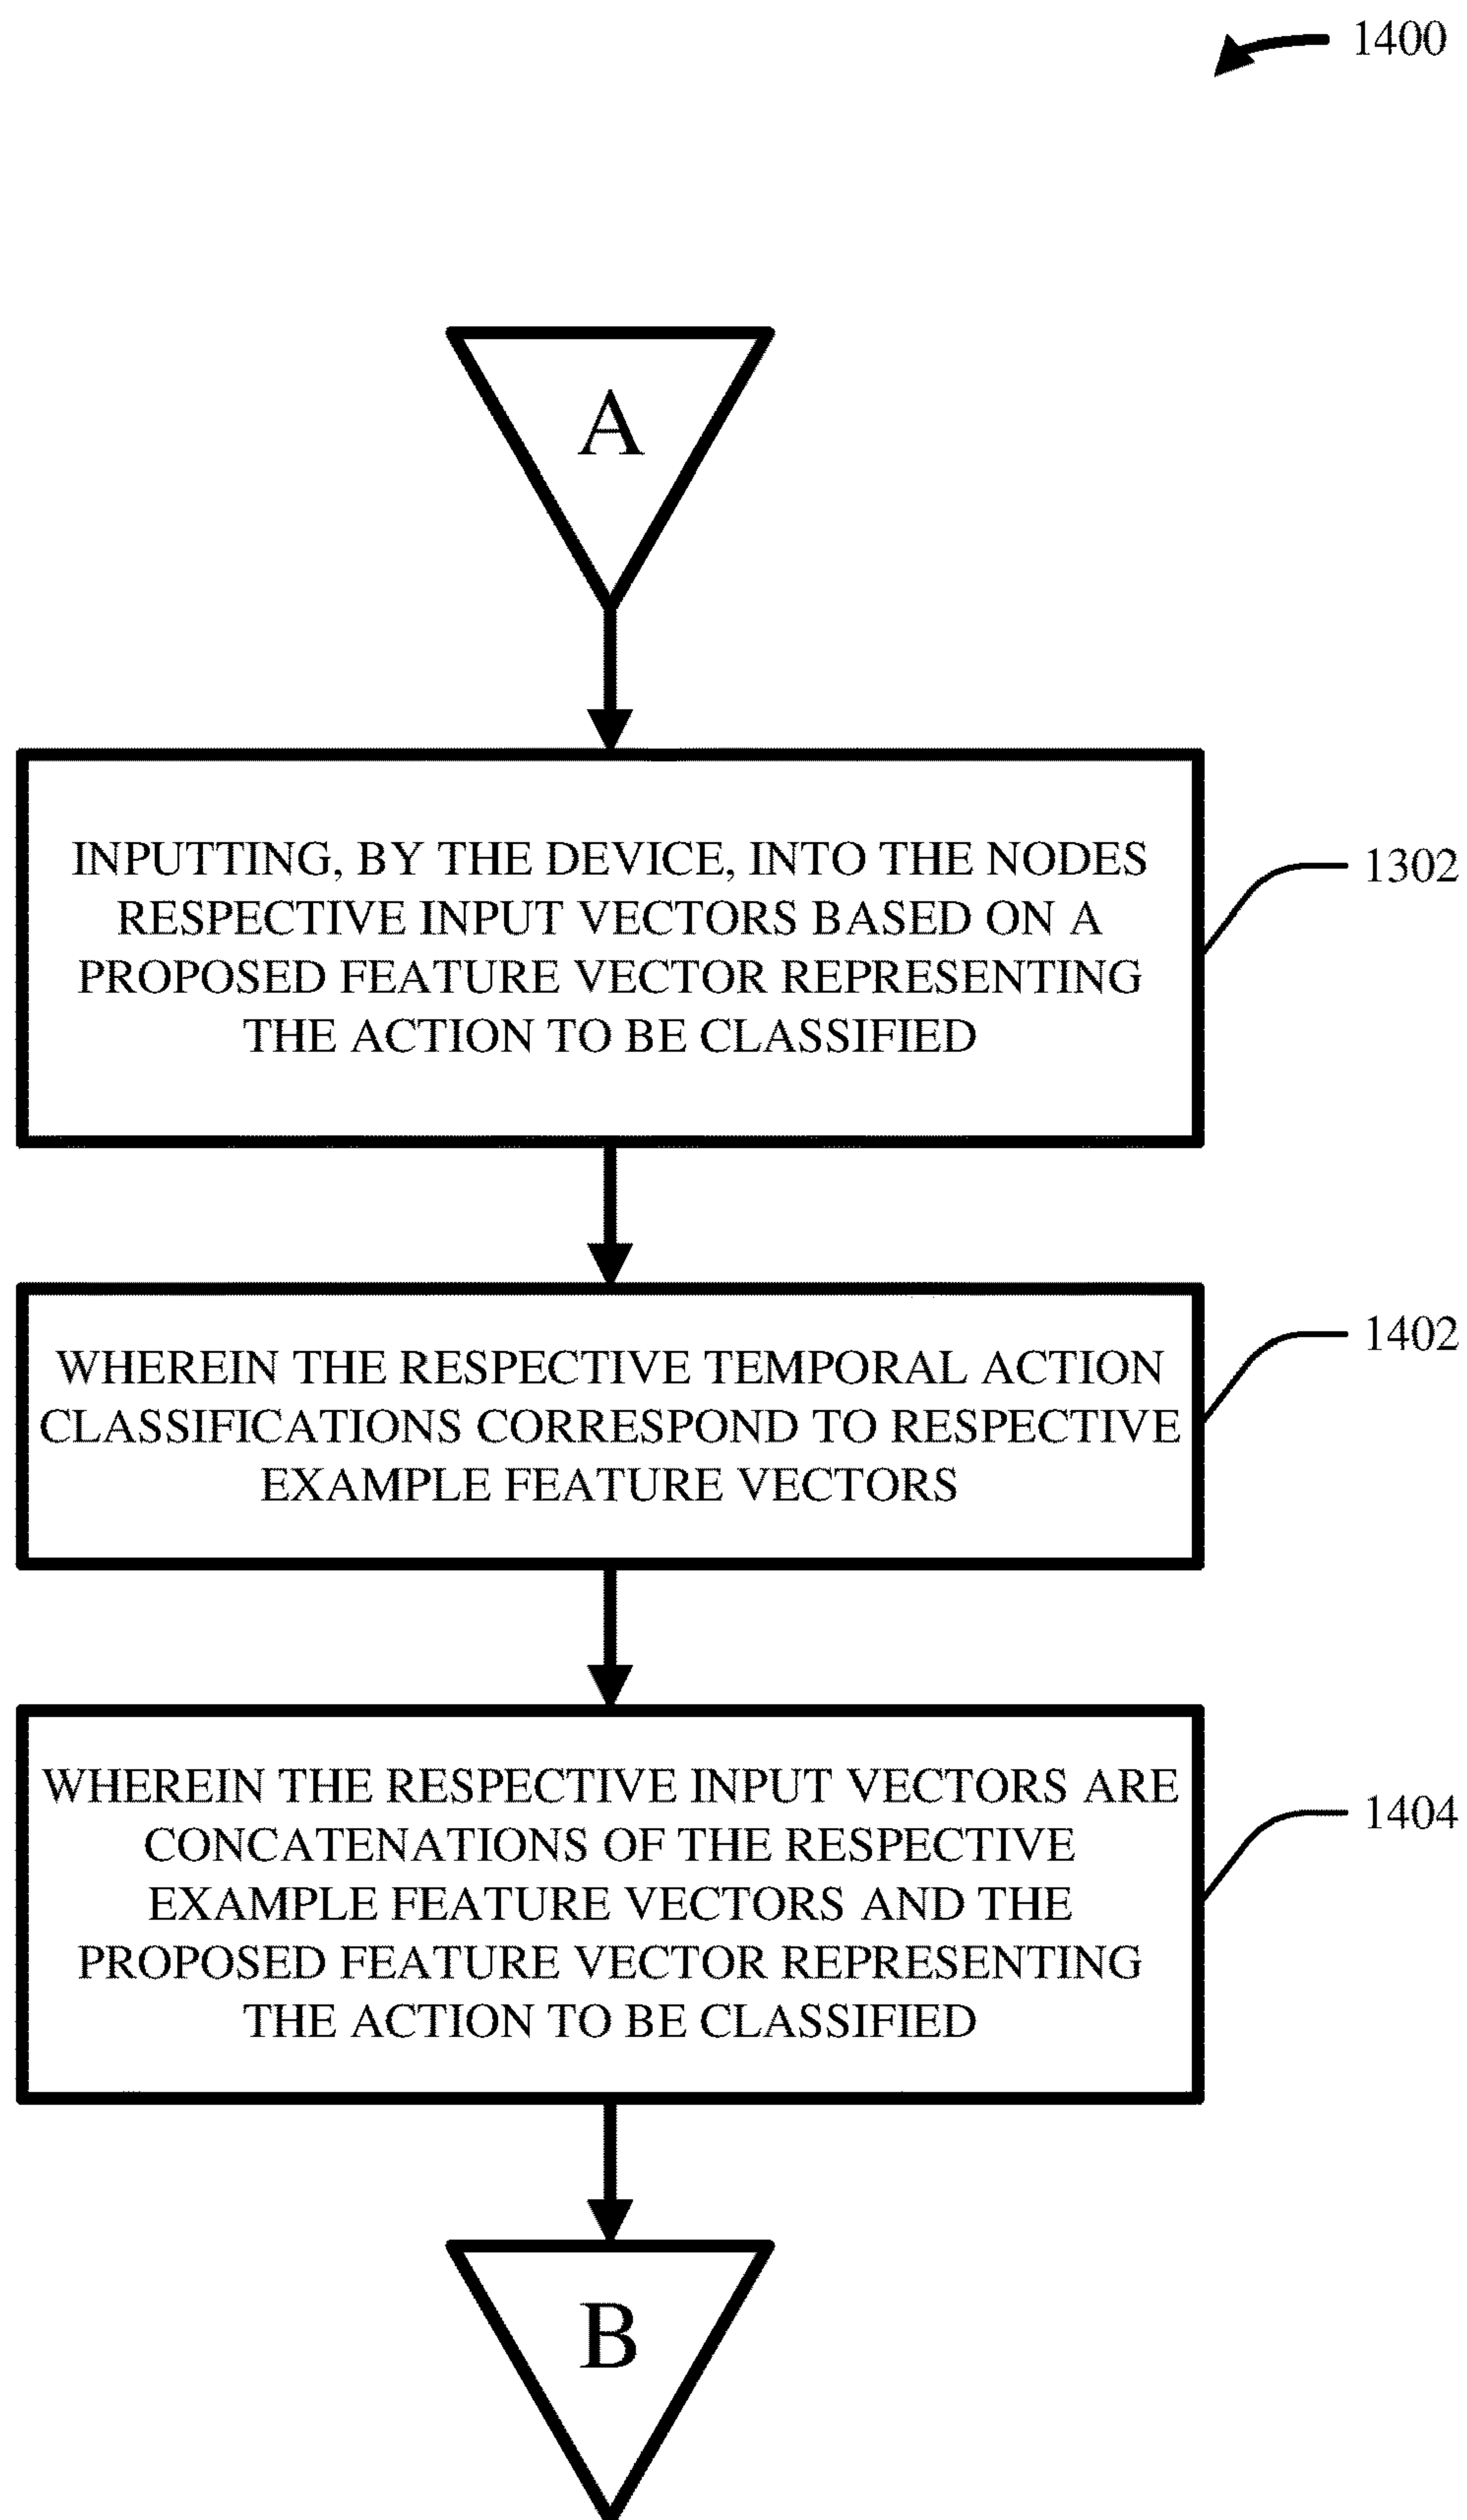 1400
A
INPUTTING, BY THE DEVICE, INTO THE NODES
RESPECTIVE INPUT VECTORS BASED ON A
PROPOSED FEATURE VECTOR REPRESENTING
THE ACTION TO BE CLASSIFIED
1302
WHEREIN THE RESPECTIVE TEMPORAL ACTION
CLASSIFICATIONS CORRESPOND TO RESPECTIVE
EXAMPLE FEATURE VECTORS
1402
WHEREIN THE RESPECTIVE INPUT VECTORS ARE
CONCATENATIONS OF THE RESPECTIVE
EXAMPLE FEATURE VECTORS AND THE
PROPOSED FEATURE VECTOR REPRESENTING
THE ACTION TO BE CLASSIFIED
1404
B